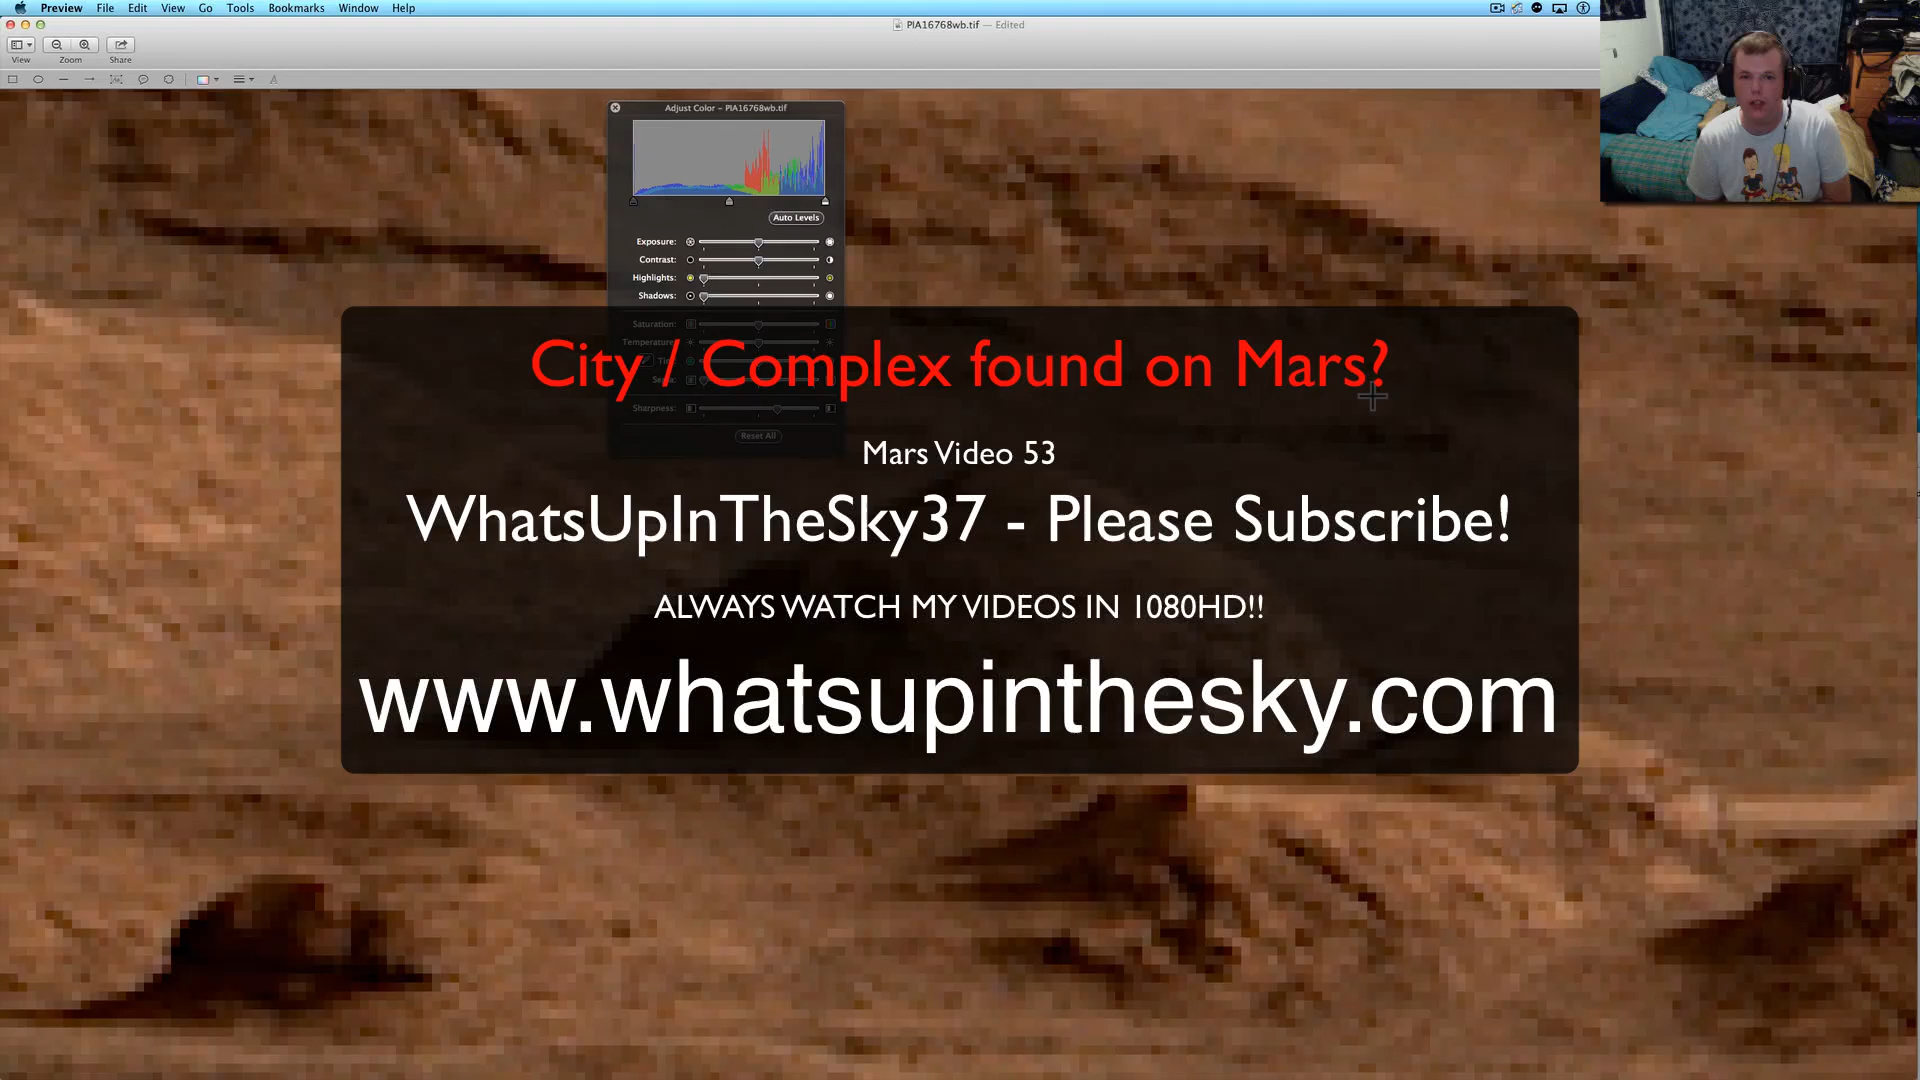 Preview File Edit View Go Tools Bookmarks Window Help
PIA16768wb.tif — Edited
View Zoom Share
Adjust Color - PIA16768wb.tif
Auto Levels
Exposure:
Contrast:
Highlights:
Shadows:
Saturation:
Temperature:
Sepia:
Sharpness:
Reset All
City / Complex found on Mars?
Mars Video 53
WhatsUpInTheSky37 - Please Subscribe!
ALWAYS WATCH MY VIDEOS IN 1080HD!!
www.whatsupinthesky.com